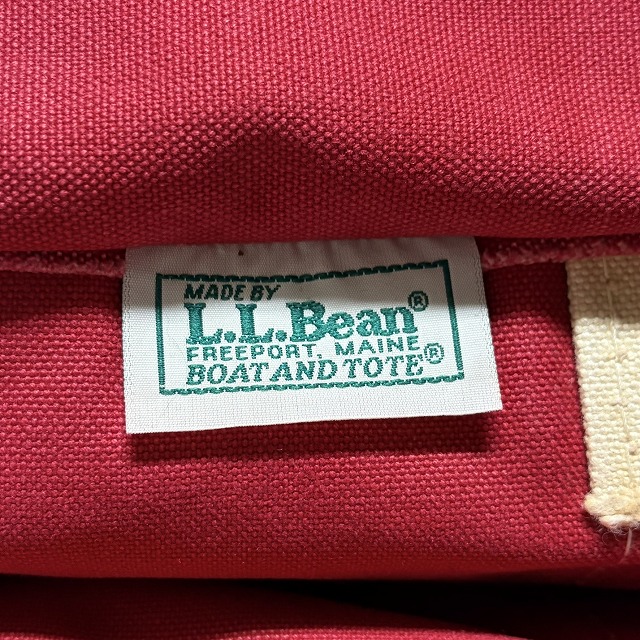 MADE BY
L.L.Bean®
FREEPORT, MAINE
BOAT AND TOTE®